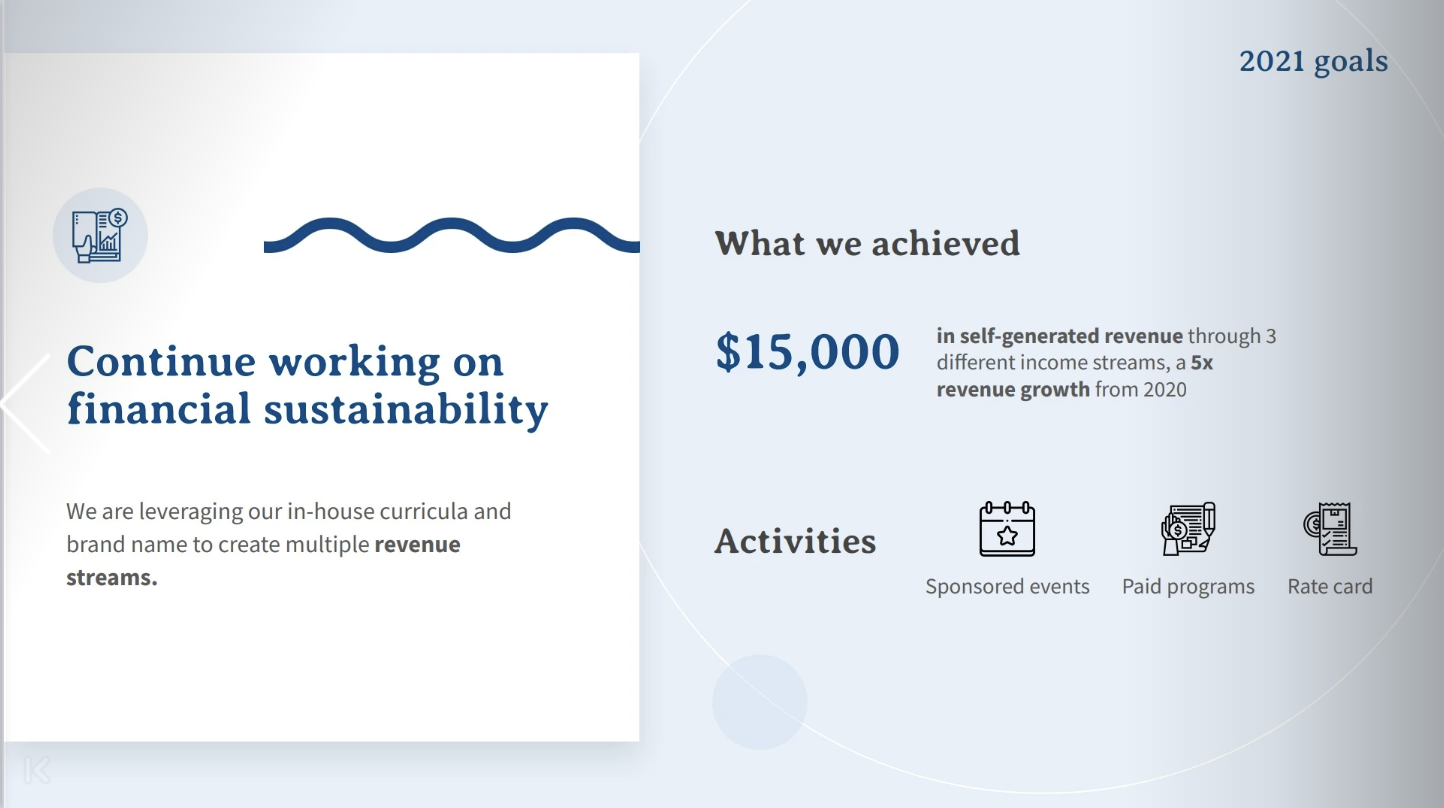 2021 goals
Continue working on
financial sustainability
We are leveraging our in-house curricula and
brand name to create multiple revenue
streams.
What we achieved
$15,000
in self-generated revenue through 3
different income streams, a 5x
revenue growth from 2020
Activities
Sponsored events
Paid programs
Rate card